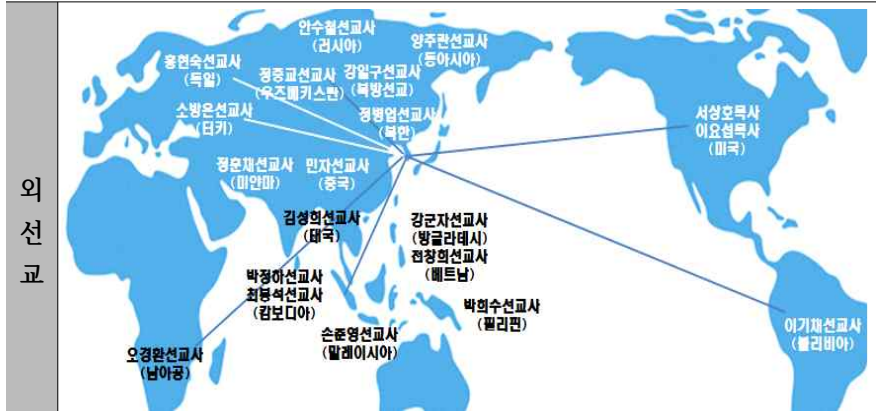 외
선
교
안수철선교사
(러시아)
양주란선교사
(동아시아)
홍현숙선교사
(독일)
정중교선교사
(우즈메키스탄)
강일구선교사
(북방선교)
소방은선교사
(터키)
정병업선교사
(북한)
서상호목사
이요섭목사
(미국)
정훈채선교사
(미얀마)
민자선교사
(중국)
김성희선교사
(태국)
강군자선교사
(방글라데시)
전창희선교사
(베트남)
박정하선교사
최봉석선교사
(캄보디아)
박희수선교사
(필리핀)
손준영선교사
(말레이시아)
이기채선교사
(볼리비아)
오경환선교사
(남아공)